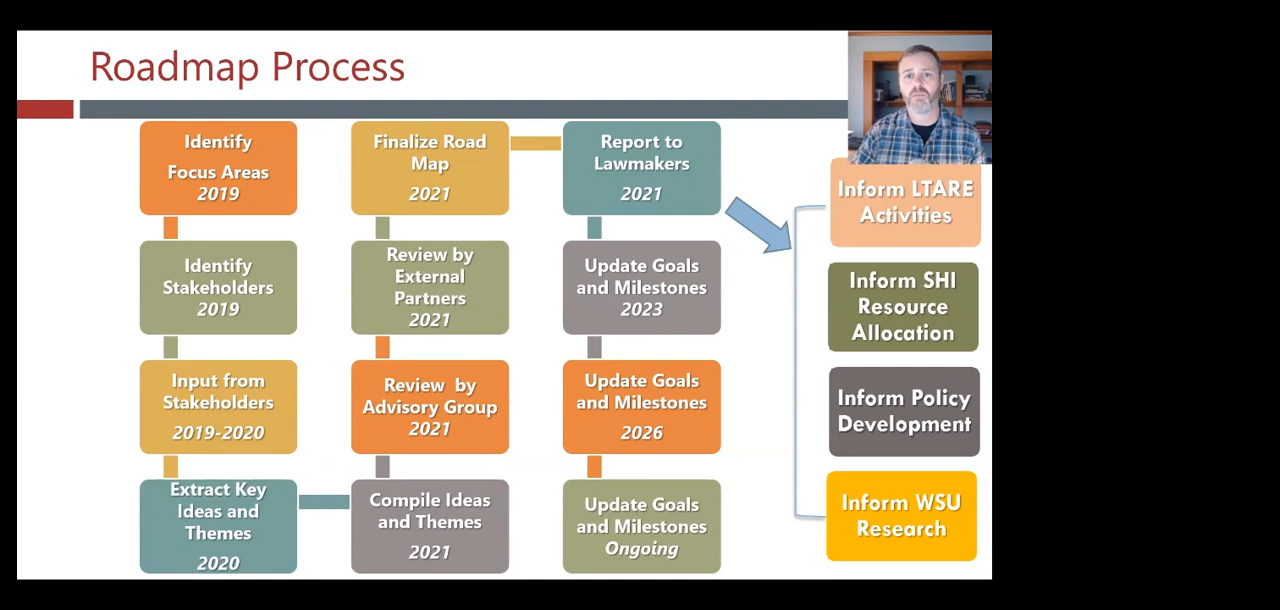 Roadmap Process
Identify
Focus Areas
2019
Identify
Stakeholders
2019
Input from
Stakeholders
2019-2020
Extract Key
Ideas and
Themes
2020
Compile Ideas
and Themes
2021
Review by
Advisory Group
2021
Review by
External
Partners
2021
Finalize Road
Map
2021
Report to
Lawmakers
2021
Update Goals
and Milestones
2023
Update Goals
and Milestones
2026
Update Goals
and Milestones
Ongoing
Inform LTARE
Activities
Inform SHI
Resource
Allocation
Inform Policy
Development
Inform WSU
Research